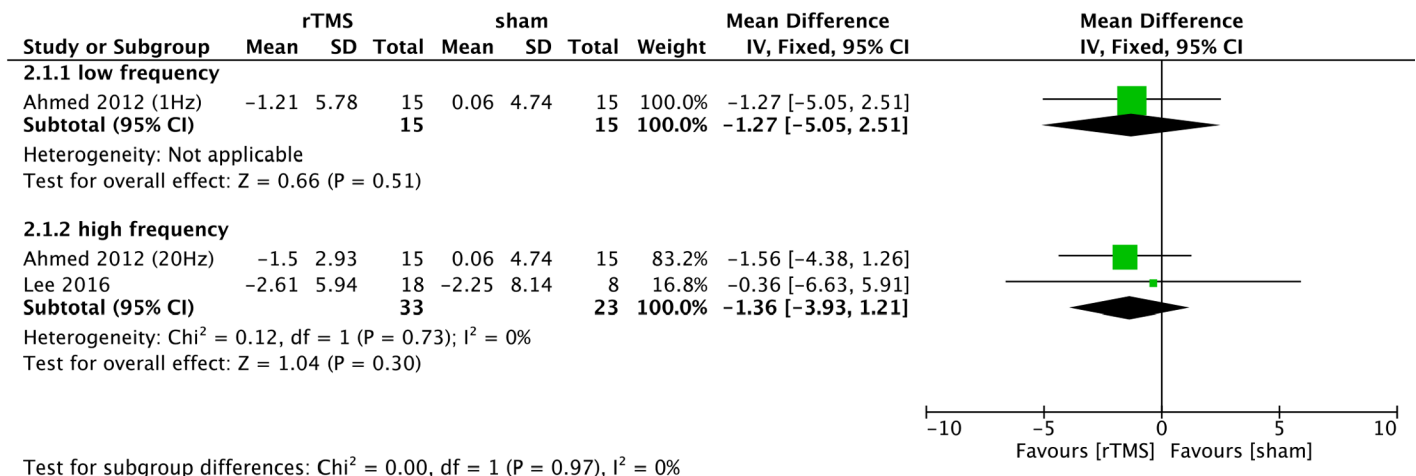 rTMS sham Mean Difference Mean Difference
Study or Subgroup Mean SD Total Mean SD Total Weight IV, Fixed, 95% CI IV, Fixed, 95% CI
2.1.1 low frequency
Ahmed 2012 (1Hz) −1.21 5.78 15 0.06 4.74 15 100.0% −1.27 [−5.05, 2.51]
Subtotal (95% CI) 15 15 100.0% −1.27 [−5.05, 2.51]
Heterogeneity: Not applicable
Test for overall effect: Z = 0.66 (P = 0.51)
2.1.2 high frequency
Ahmed 2012 (20Hz) −1.5 2.93 15 0.06 4.74 15 83.2% −1.56 [−4.38, 1.26]
Lee 2016 −2.61 5.94 18 −2.25 8.14 8 16.8% −0.36 [−6.63, 5.91]
Subtotal (95% CI) 33 23 100.0% −1.36 [−3.93, 1.21]
Heterogeneity: Chi² = 0.12, df = 1 (P = 0.73); I² = 0%
Test for overall effect: Z = 1.04 (P = 0.30)
−10 −5 0 5 10
Favours [rTMS] Favours [sham]
Test for subgroup differences: Chi² = 0.00, df = 1 (P = 0.97), I² = 0%